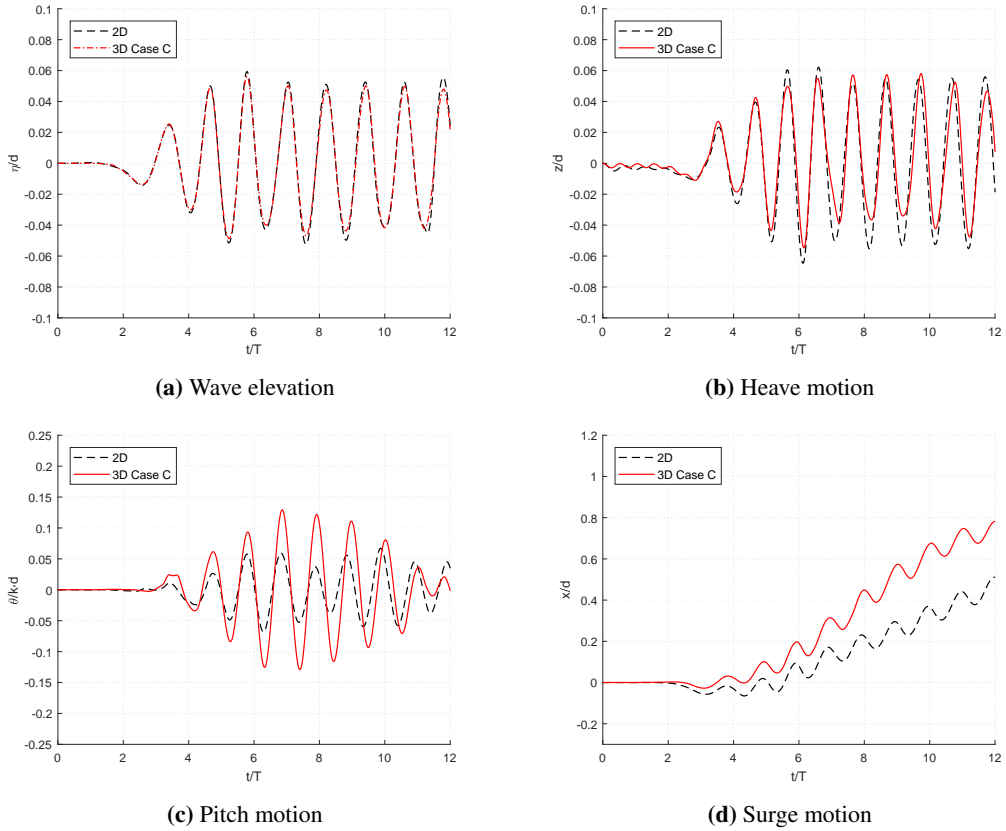 0.1
0.08
0.06
0.04
0.02
0
-0.02
-0.04
-0.06
-0.08
-0.1
η/d
2D
3D Case C
0 2 4 6 8 10 12
t/T
(a) Wave elevation
0.1
0.08
0.06
0.04
0.02
0
-0.02
-0.04
-0.06
-0.08
-0.1
z/d
2D
3D Case C
0 2 4 6 8 10 12
t/T
(b) Heave motion
0.25
0.2
0.15
0.1
0.05
0
-0.05
-0.1
-0.15
-0.2
-0.25
θ/k·d
2D
3D Case C
0 2 4 6 8 10 12
t/T
(c) Pitch motion
1.2
1
0.8
0.6
0.4
0.2
0
-0.2
x/d
2D
3D Case C
0 2 4 6 8 10 12
t/T
(d) Surge motion